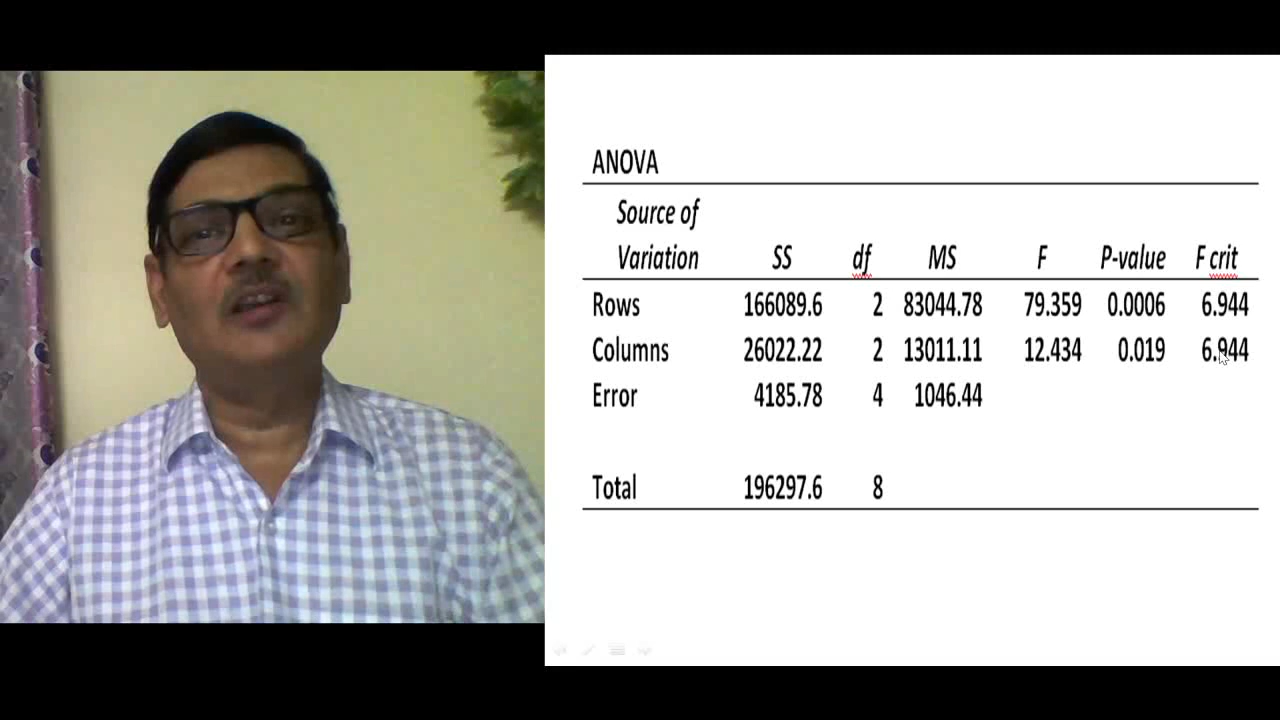 ANOVA
Source of
Variation SS df MS F P-value F crit
Rows 166089.6 2 83044.78 79.359 0.0006 6.944
Columns 26022.22 2 13011.11 12.434 0.019 6.944
Error 4185.78 4 1046.44
Total 196297.6 8